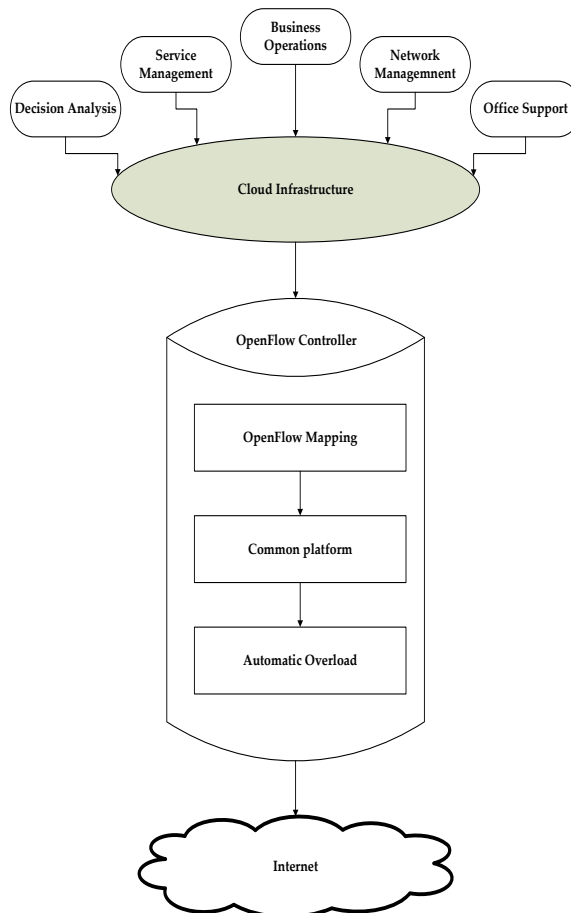 Business
Operations
Service
Management
Network
Managemnent
Decision Analysis
Office Support
Cloud Infrastructure
OpenFlow Controller
OpenFlow Mapping
Common platform
Automatic Overload
Internet